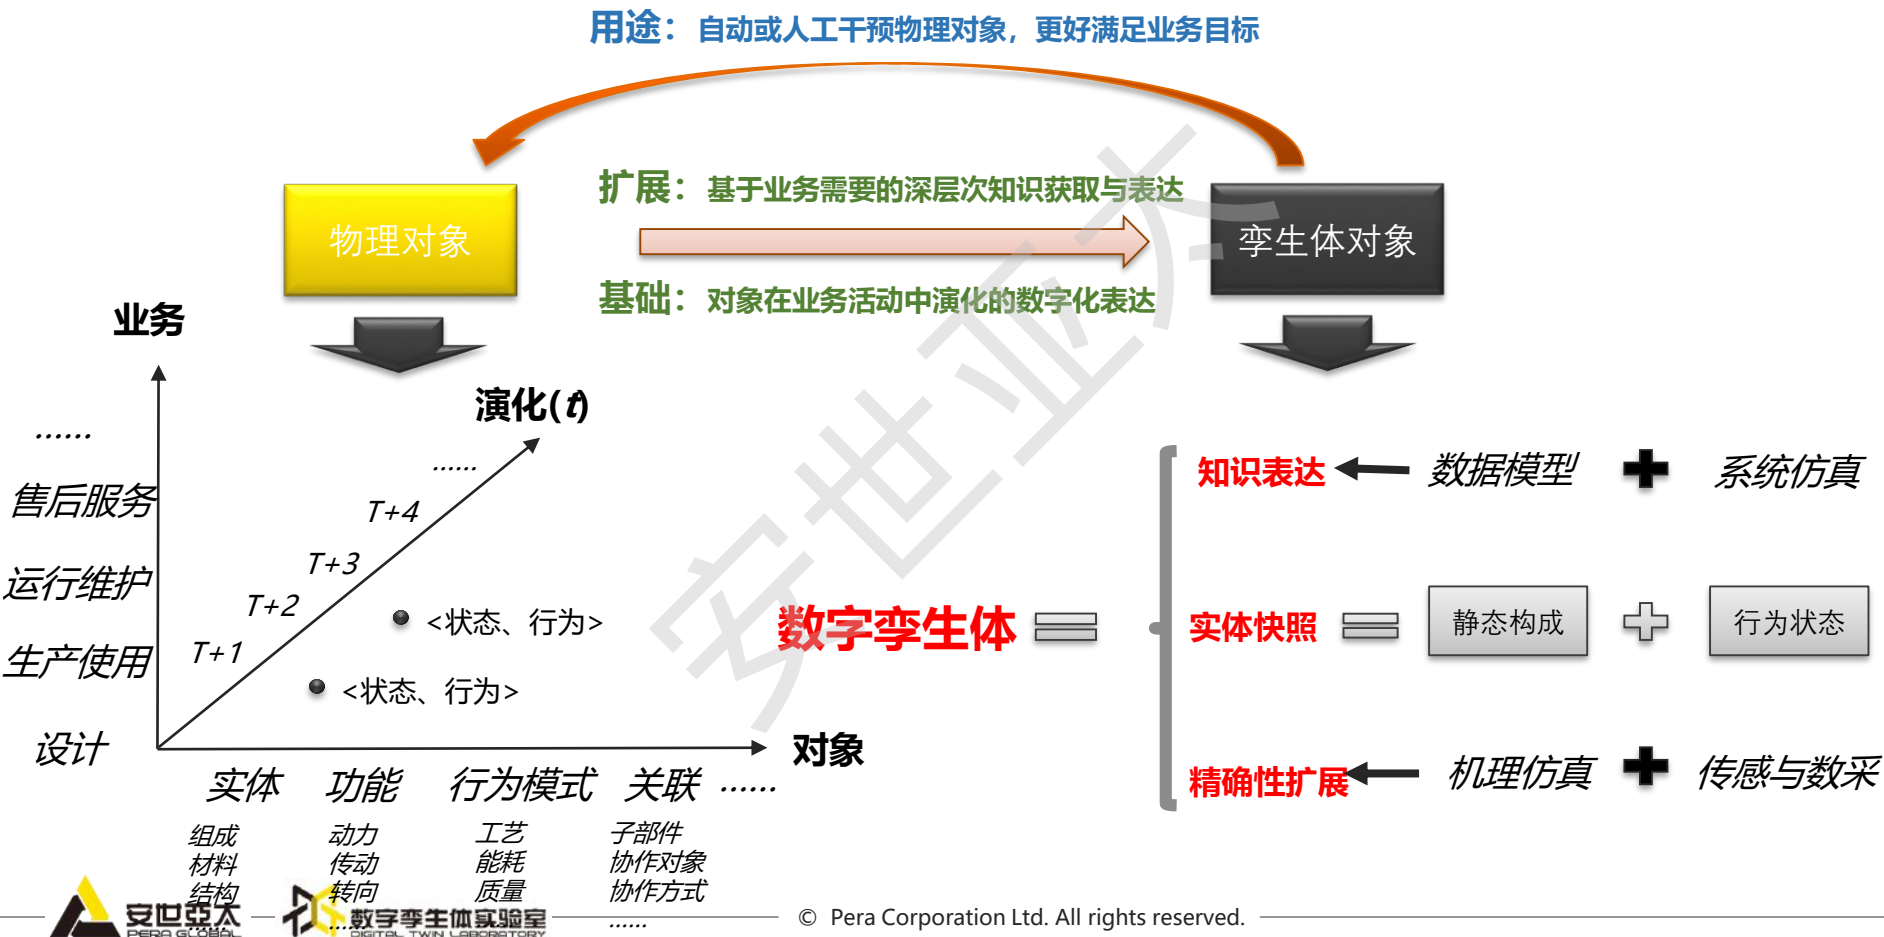 用途：自动或人工干预物理对象，更好满足业务目标
扩展：基于业务需要的深层次知识获取与表达
物理对象
孪生体对象
基础：对象在业务活动中演化的数字化表达
业务
演化(t)
……
……
售后服务
T+4
运行维护
T+3
T+2
生产使用
T+1
设计
<状态、行为>
<状态、行为>
对象
实体 功能 行为模式 关联 ……
组成
材料
结构
……
动力
传动
转向
……
工艺
能耗
质量
子部件
协作对象
协作方式
……
数字孪生体
知识表达
数据模型
系统仿真
实体快照
静态构成
行为状态
精确性扩展
机理仿真
传感与数采
安世亚太
安世亞太
PERA GLOBAL
数字孪生体实验室
DIGITAL TWIN LABORATORY
© Pera Corporation Ltd. All rights reserved.